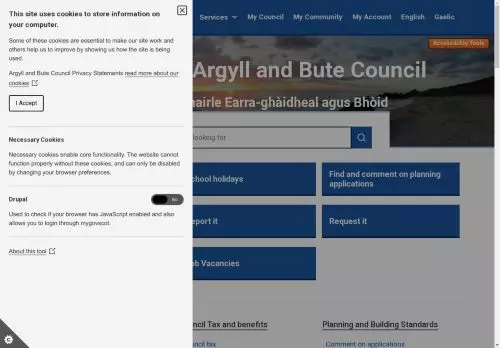 This site uses cookies to store information on
your computer.
Some of these cookies are essential to make our site work and
others help us to improve by showing us how the site is being
used.
Argyll and Bute Council Privacy Statements read more about our
cookies
I Accept
Necessary Cookies
Necessary cookies enable core functionality. The website cannot
function properly without these cookies, and can only be disabled
by changing your browser preferences.
Drupal
No
Used to check if your browser has JavaScript enabled and also
allows you to login through mygovscot.
About this tool
Services My Council My Community My Account English Gaelic
Accessibility Tools
Argyll and Bute Council
Earra-ghàidheal agus Bhòid
looking for
school holidays
Find and comment on planning
applications
Report it
Request it
Job Vacancies
Council Tax and benefits
Planning and Building Standards
Council tax
Comment on applications